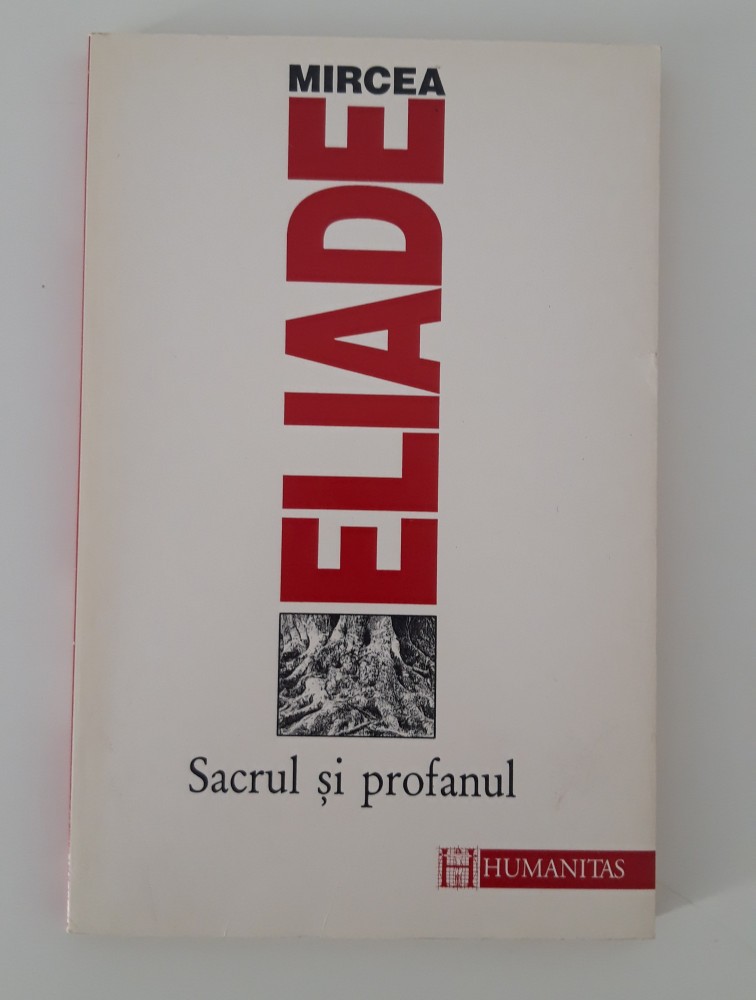 MIRCEA
ELIADE
Sacrul și profanul
HUMANITAS